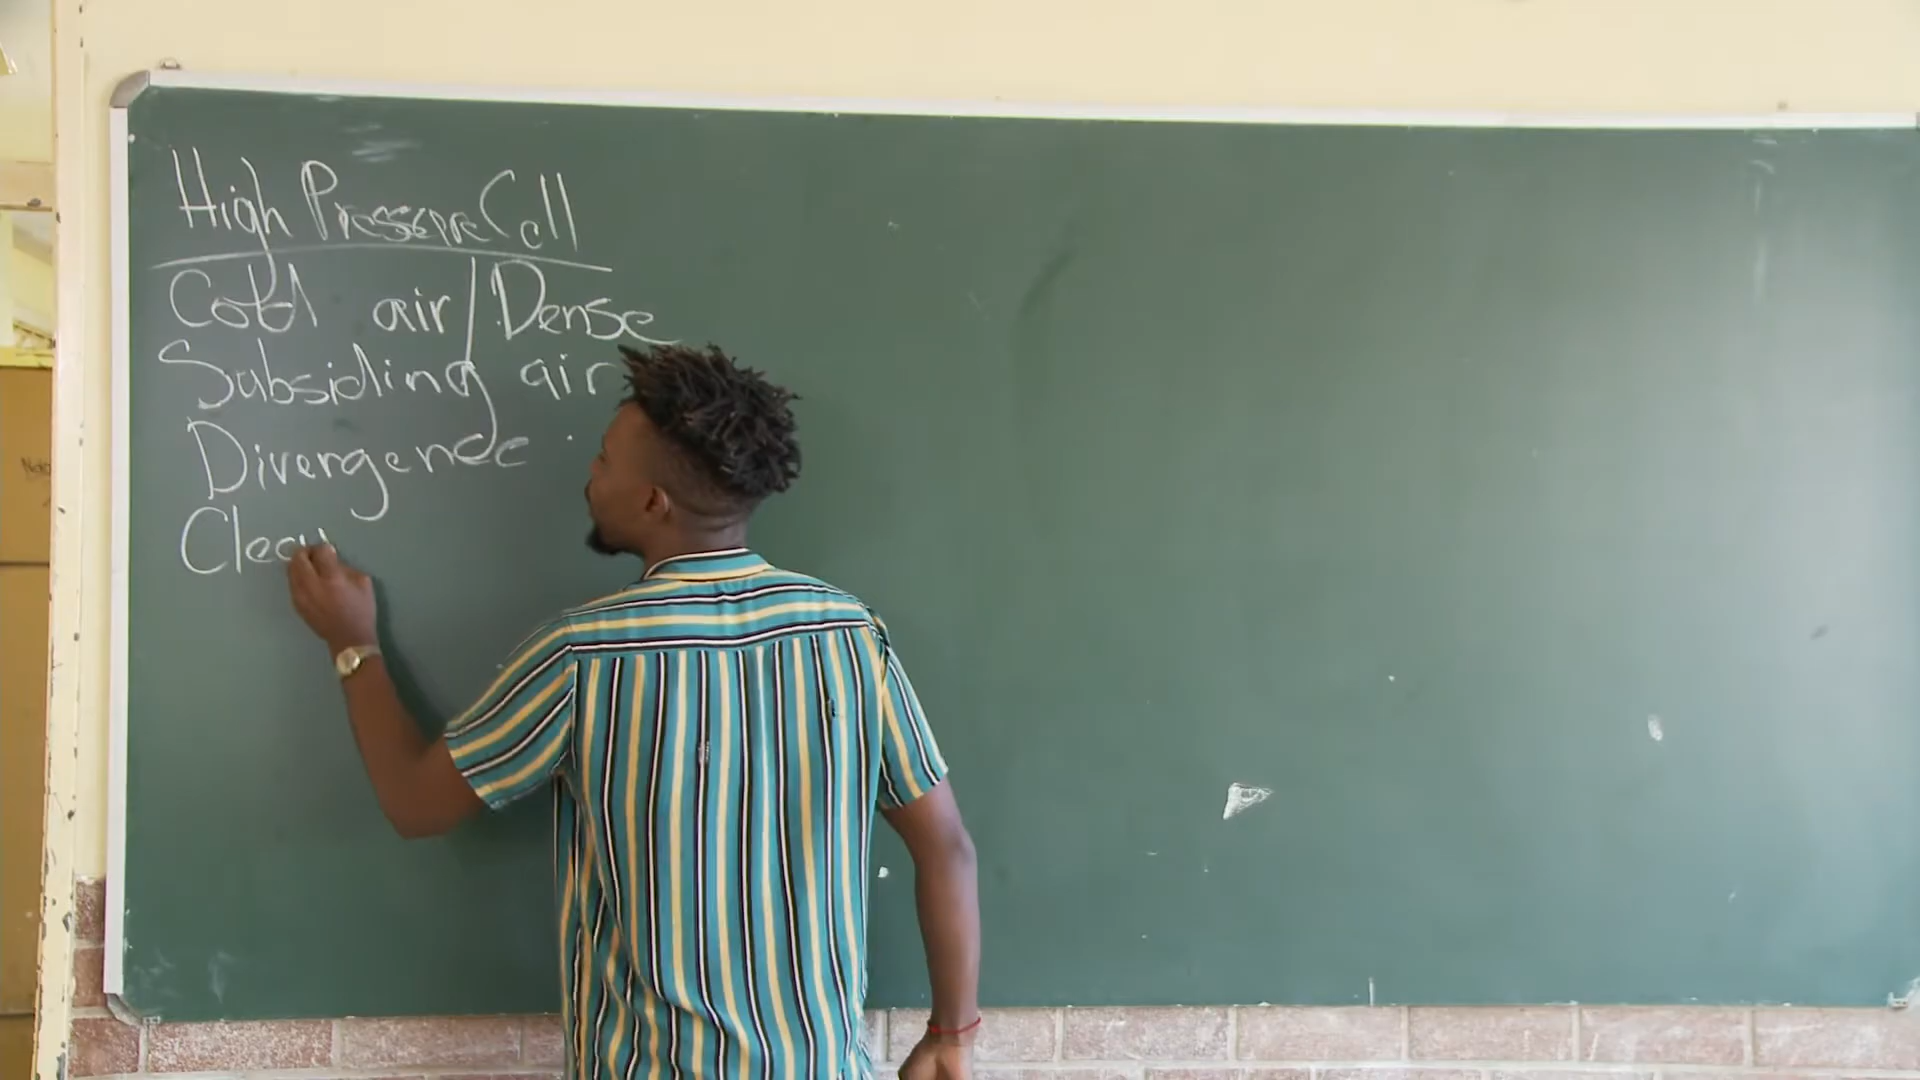 High Pressure Cell
Cold air/Dense
Subsiding air
Divergence